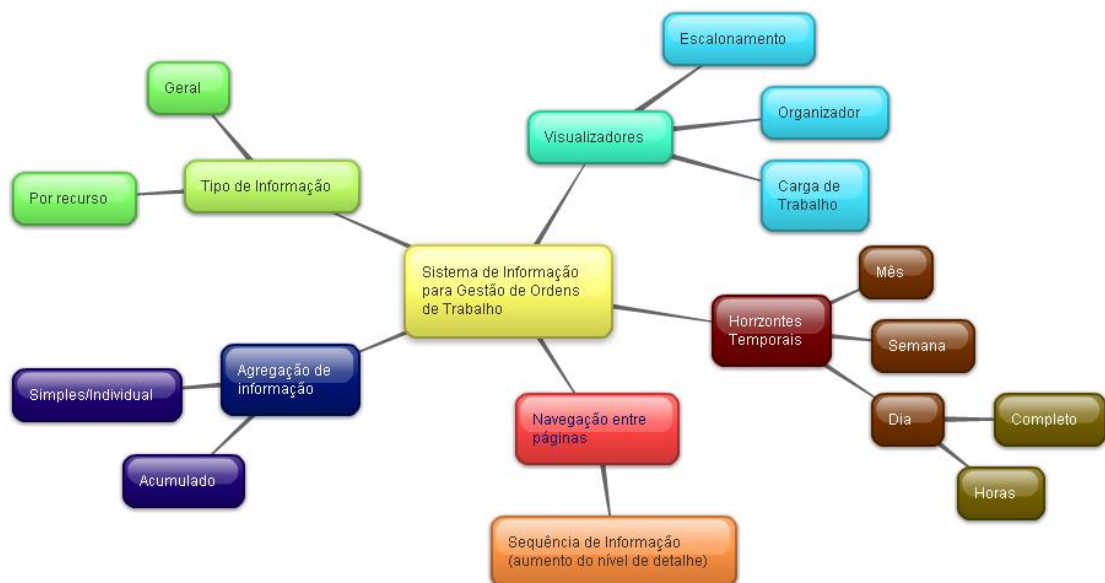 Escalonamento
Geral
Organizador
Visualizadores
Tipo de Informação
Por recurso
Carga de
Trabalho
Sistema de Informação
para Gestão de Ordens
de Trabalho
Mês
Horrzontes
Temporais
Semana
Agregação de
informação
Simples/Individual
Navegação entre
páginas
Dia
Completo
Acumulado
Horas
Sequência de Informação
(aumento do nível de detalhe)